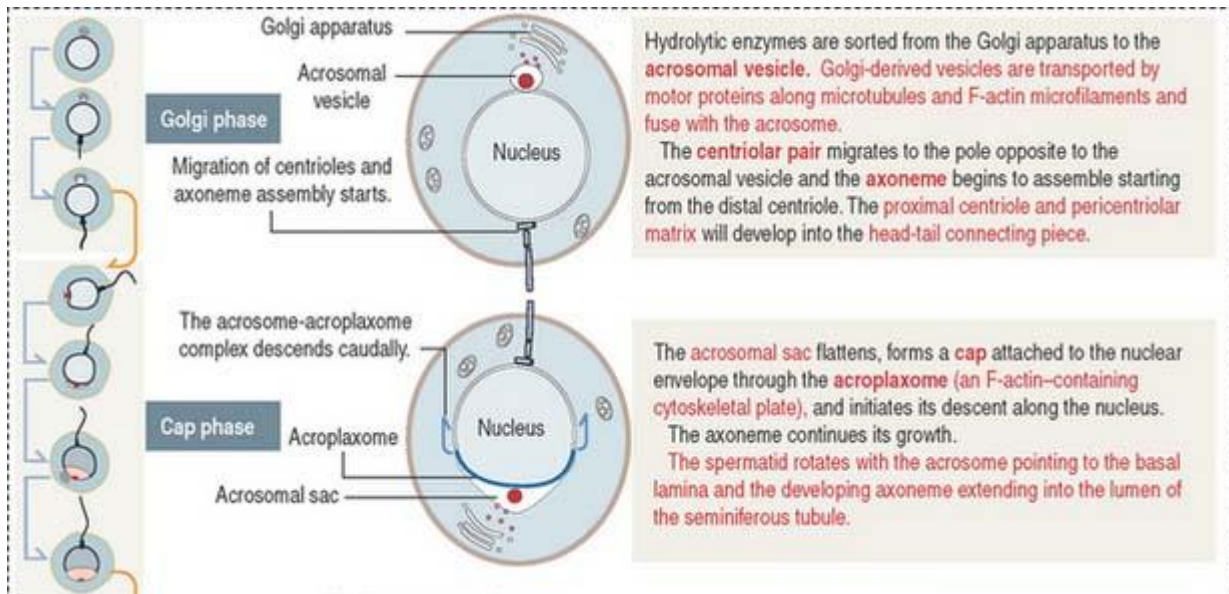 Golgi apparatus
Acrosomal
vesicle
Golgi phase
Nucleus
Migration of centrioles and
axoneme assembly starts.
Hydrolytic enzymes are sorted from the Golgi apparatus to the
acrosomal vesicle. Golgi-derived vesicles are transported by
motor proteins along microtubules and F-actin microfilaments and
fuse with the acrosome.
The centriolar pair migrates to the pole opposite to the
acrosomal vesicle and the axoneme begins to assemble starting
from the distal centriole. The proximal centriole and pericentriolar
matrix will develop into the head-tail connecting piece.
The acrosome-acroplaxome
complex descends caudally.
Cap phase
Acroplaxome
Nucleus
Acrosomal sac
The acrosomal sac flattens, forms a cap attached to the nuclear
envelope through the acroplaxome (an F-actin–containing
cytoskeletal plate), and initiates its descent along the nucleus.
The axoneme continues its growth.
The spermatid rotates with the acrosome pointing to the basal
lamina and the developing axoneme extending into the lumen of
the seminiferous tubule.